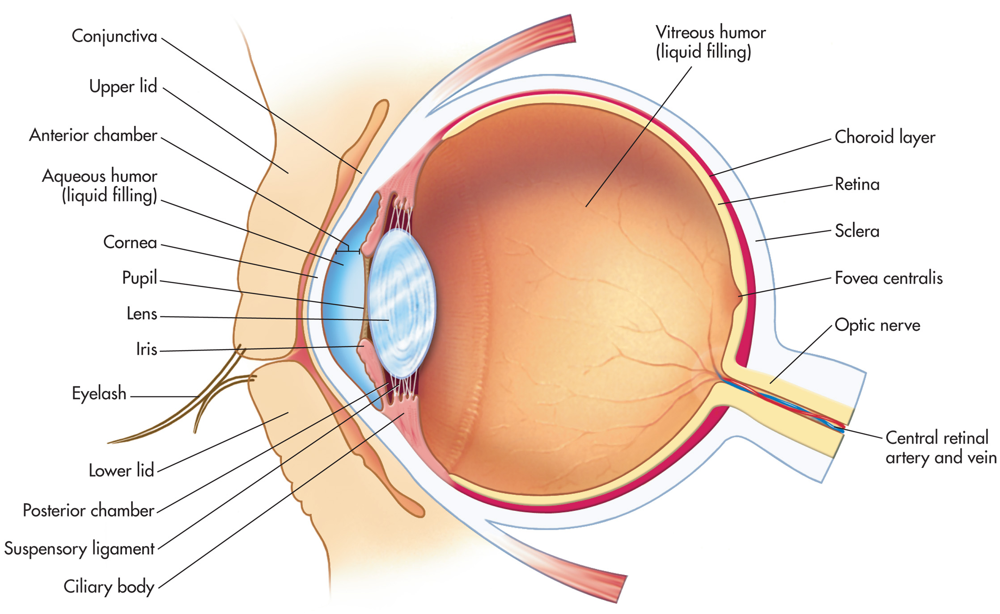 Conjunctiva
Upper lid
Anterior chamber
Aqueous humor
(liquid filling)
Cornea
Pupil
Lens
Iris
Eyelash
Lower lid
Posterior chamber
Suspensory ligament
Ciliary body
Vitreous humor
(liquid filling)
Choroid layer
Retina
Sclera
Fovea centralis
Optic nerve
Central retinal
artery and vein